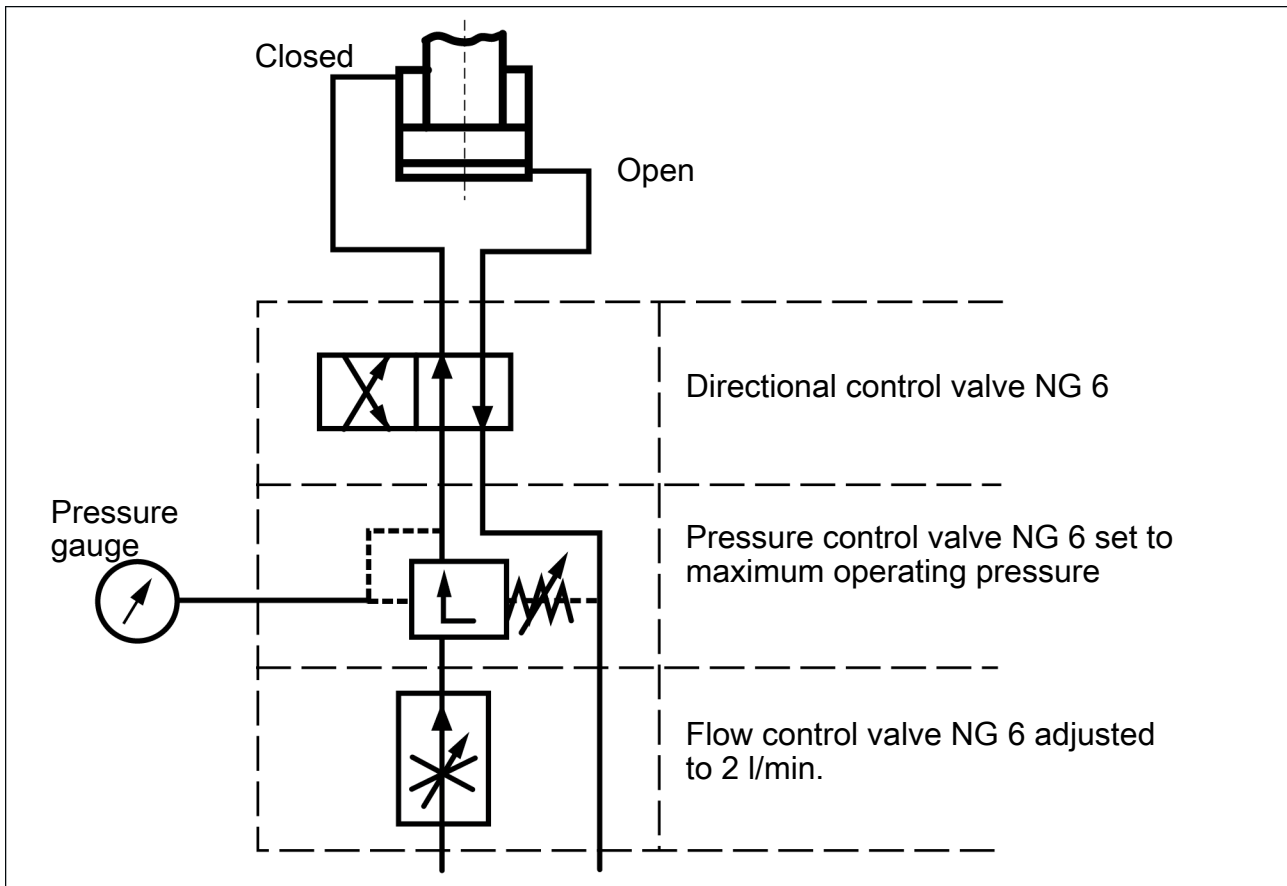 Closed
Open
Directional control valve NG 6
Pressure
gauge
Pressure control valve NG 6 set to
maximum operating pressure
Flow control valve NG 6 adjusted
to 2 l/min.